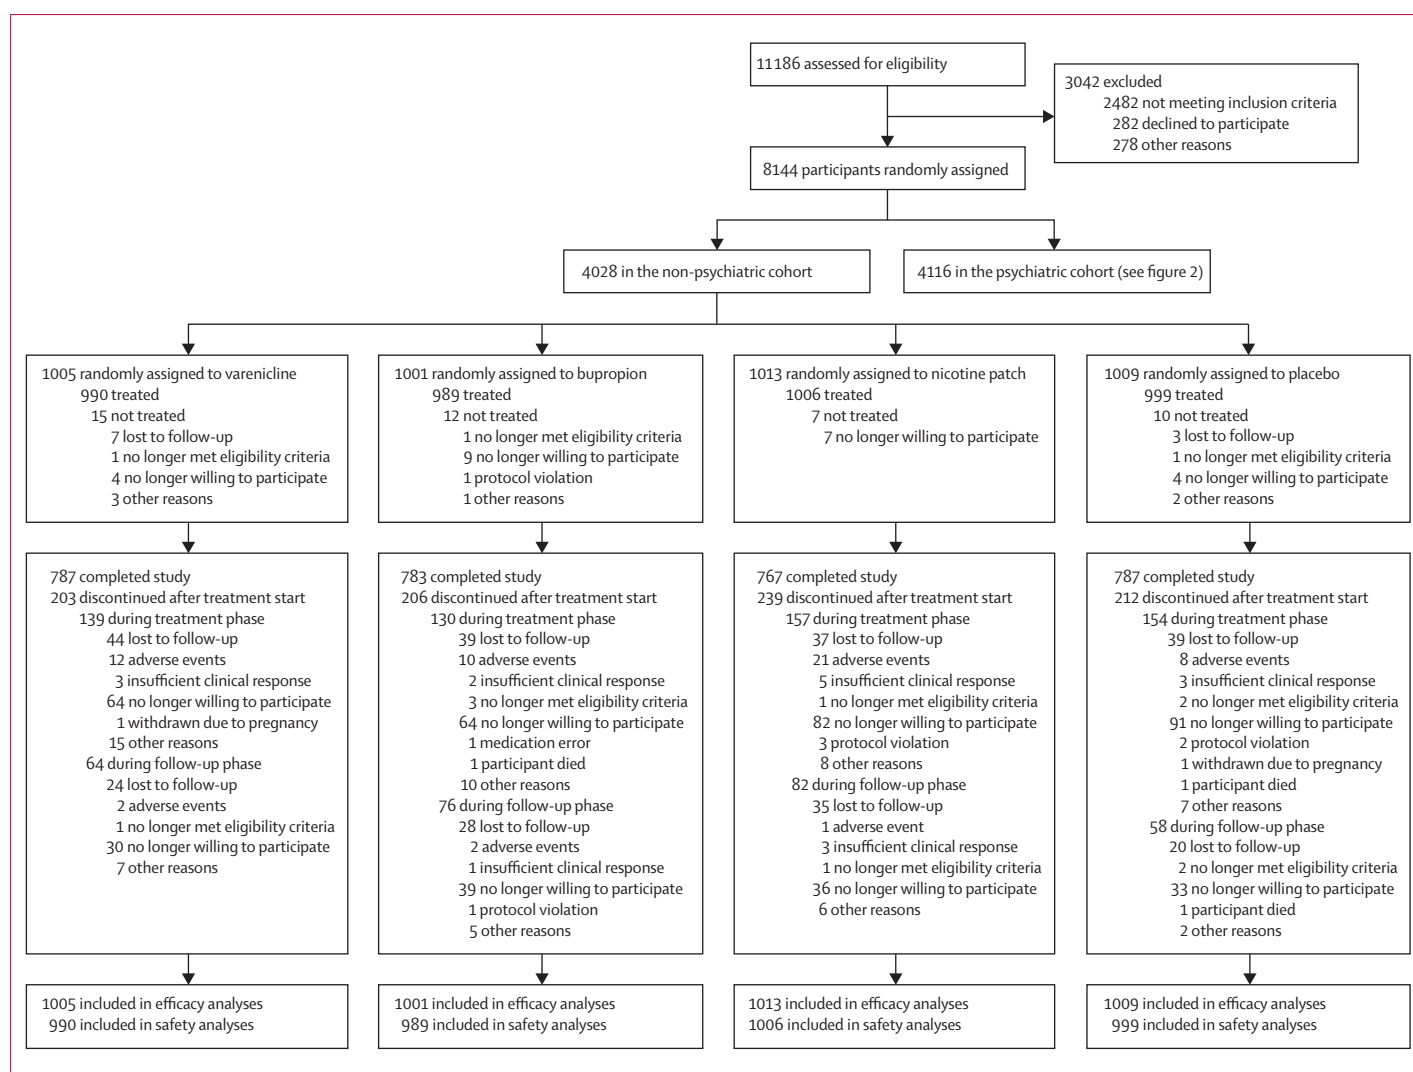 11186 assessed for eligibility
3042 excluded
2482 not meeting inclusion criteria
282 declined to participate
278 other reasons
8144 participants randomly assigned
4028 in the non-psychiatric cohort
4116 in the psychiatric cohort (see figure 2)
1005 randomly assigned to varenicline
990 treated
15 not treated
7 lost to follow-up
1 no longer met eligibility criteria
4 no longer willing to participate
3 other reasons
1001 randomly assigned to bupropion
989 treated
12 not treated
1 no longer met eligibility criteria
9 no longer willing to participate
1 protocol violation
1 other reasons
1013 randomly assigned to nicotine patch
1006 treated
7 not treated
7 no longer willing to participate
1009 randomly assigned to placebo
999 treated
10 not treated
3 lost to follow-up
1 no longer met eligibility criteria
4 no longer willing to participate
2 other reasons
787 completed study
203 discontinued after treatment start
139 during treatment phase
44 lost to follow-up
12 adverse events
3 insufficient clinical response
64 no longer willing to participate
1 withdrawn due to pregnancy
15 other reasons
64 during follow-up phase
24 lost to follow-up
2 adverse events
1 no longer met eligibility criteria
30 no longer willing to participate
7 other reasons
783 completed study
206 discontinued after treatment start
130 during treatment phase
39 lost to follow-up
10 adverse events
2 insufficient clinical response
3 no longer met eligibility criteria
64 no longer willing to participate
1 medication error
1 participant died
10 other reasons
76 during follow-up phase
28 lost to follow-up
2 adverse events
1 insufficient clinical response
39 no longer willing to participate
1 protocol violation
5 other reasons
767 completed study
239 discontinued after treatment start
157 during treatment phase
37 lost to follow-up
21 adverse events
5 insufficient clinical response
1 no longer met eligibility criteria
82 no longer willing to participate
3 protocol violation
8 other reasons
82 during follow-up phase
35 lost to follow-up
1 adverse event
3 insufficient clinical response
1 no longer met eligibility criteria
36 no longer willing to participate
6 other reasons
787 completed study
212 discontinued after treatment start
154 during treatment phase
39 lost to follow-up
8 adverse events
3 insufficient clinical response
2 no longer met eligibility criteria
91 no longer willing to participate
2 protocol violation
1 withdrawn due to pregnancy
1 participant died
7 other reasons
58 during follow-up phase
20 lost to follow-up
2 no longer met eligibility criteria
33 no longer willing to participate
1 participant died
2 other reasons
1005 included in efficacy analyses
990 included in safety analyses
1001 included in efficacy analyses
989 included in safety analyses
1013 included in efficacy analyses
1006 included in safety analyses
1009 included in efficacy analyses
999 included in safety analyses